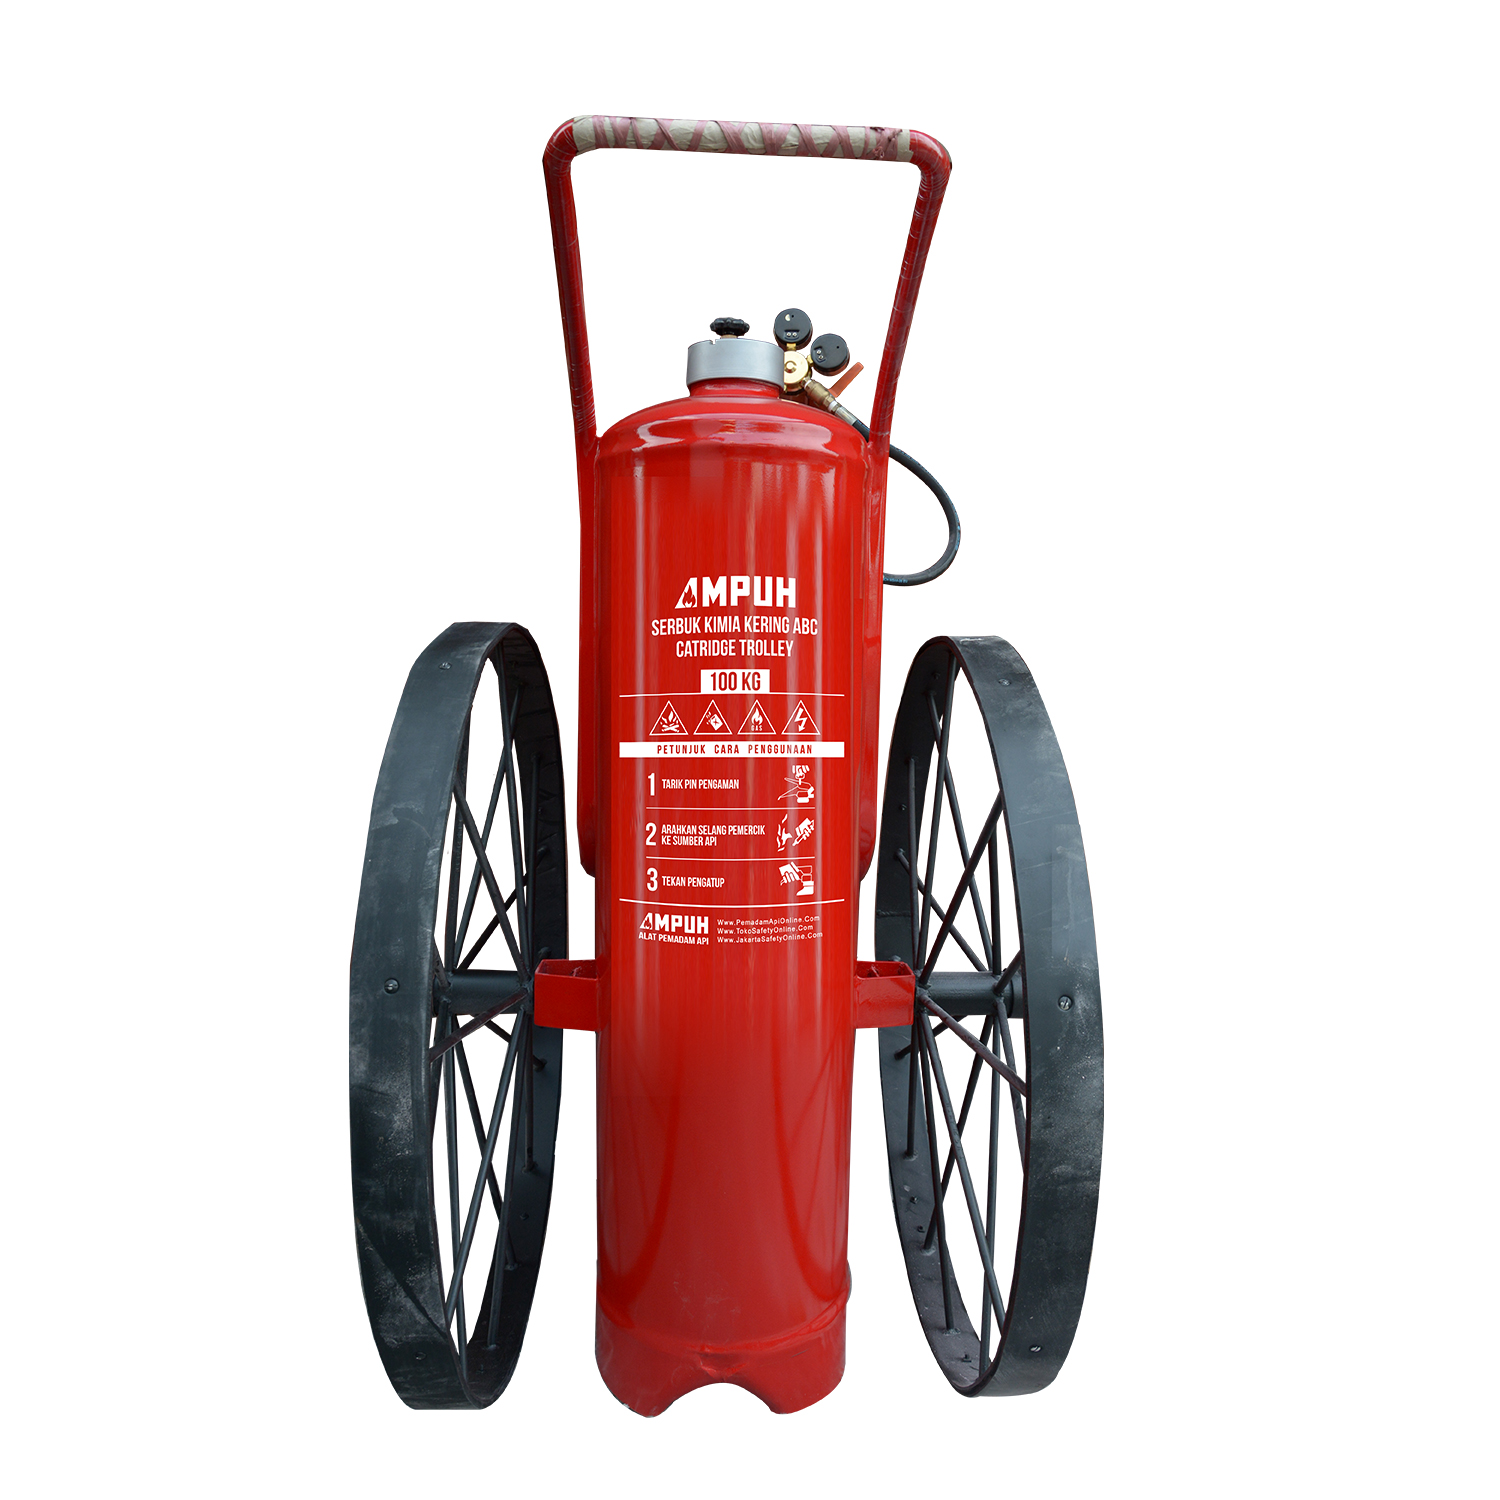 AMPUH
SERBUK KIMIA KERING ABC
CATRIDGE TROLLEY
100 KG
GAS
PETUNJUK CARA PENGGUNAAN
1 TARIK PIN PENGAMAN
2 ARAHKAN SELANG PEMERCIK
KE SUMBER API
3 TEKAN PENGATUP
AMPUH
ALAT PEMADAM API
Www.PemadamApiOnline.Com
Www.TokoSafetyOnline.Com
Www.JakartaSafetyOnline.Com